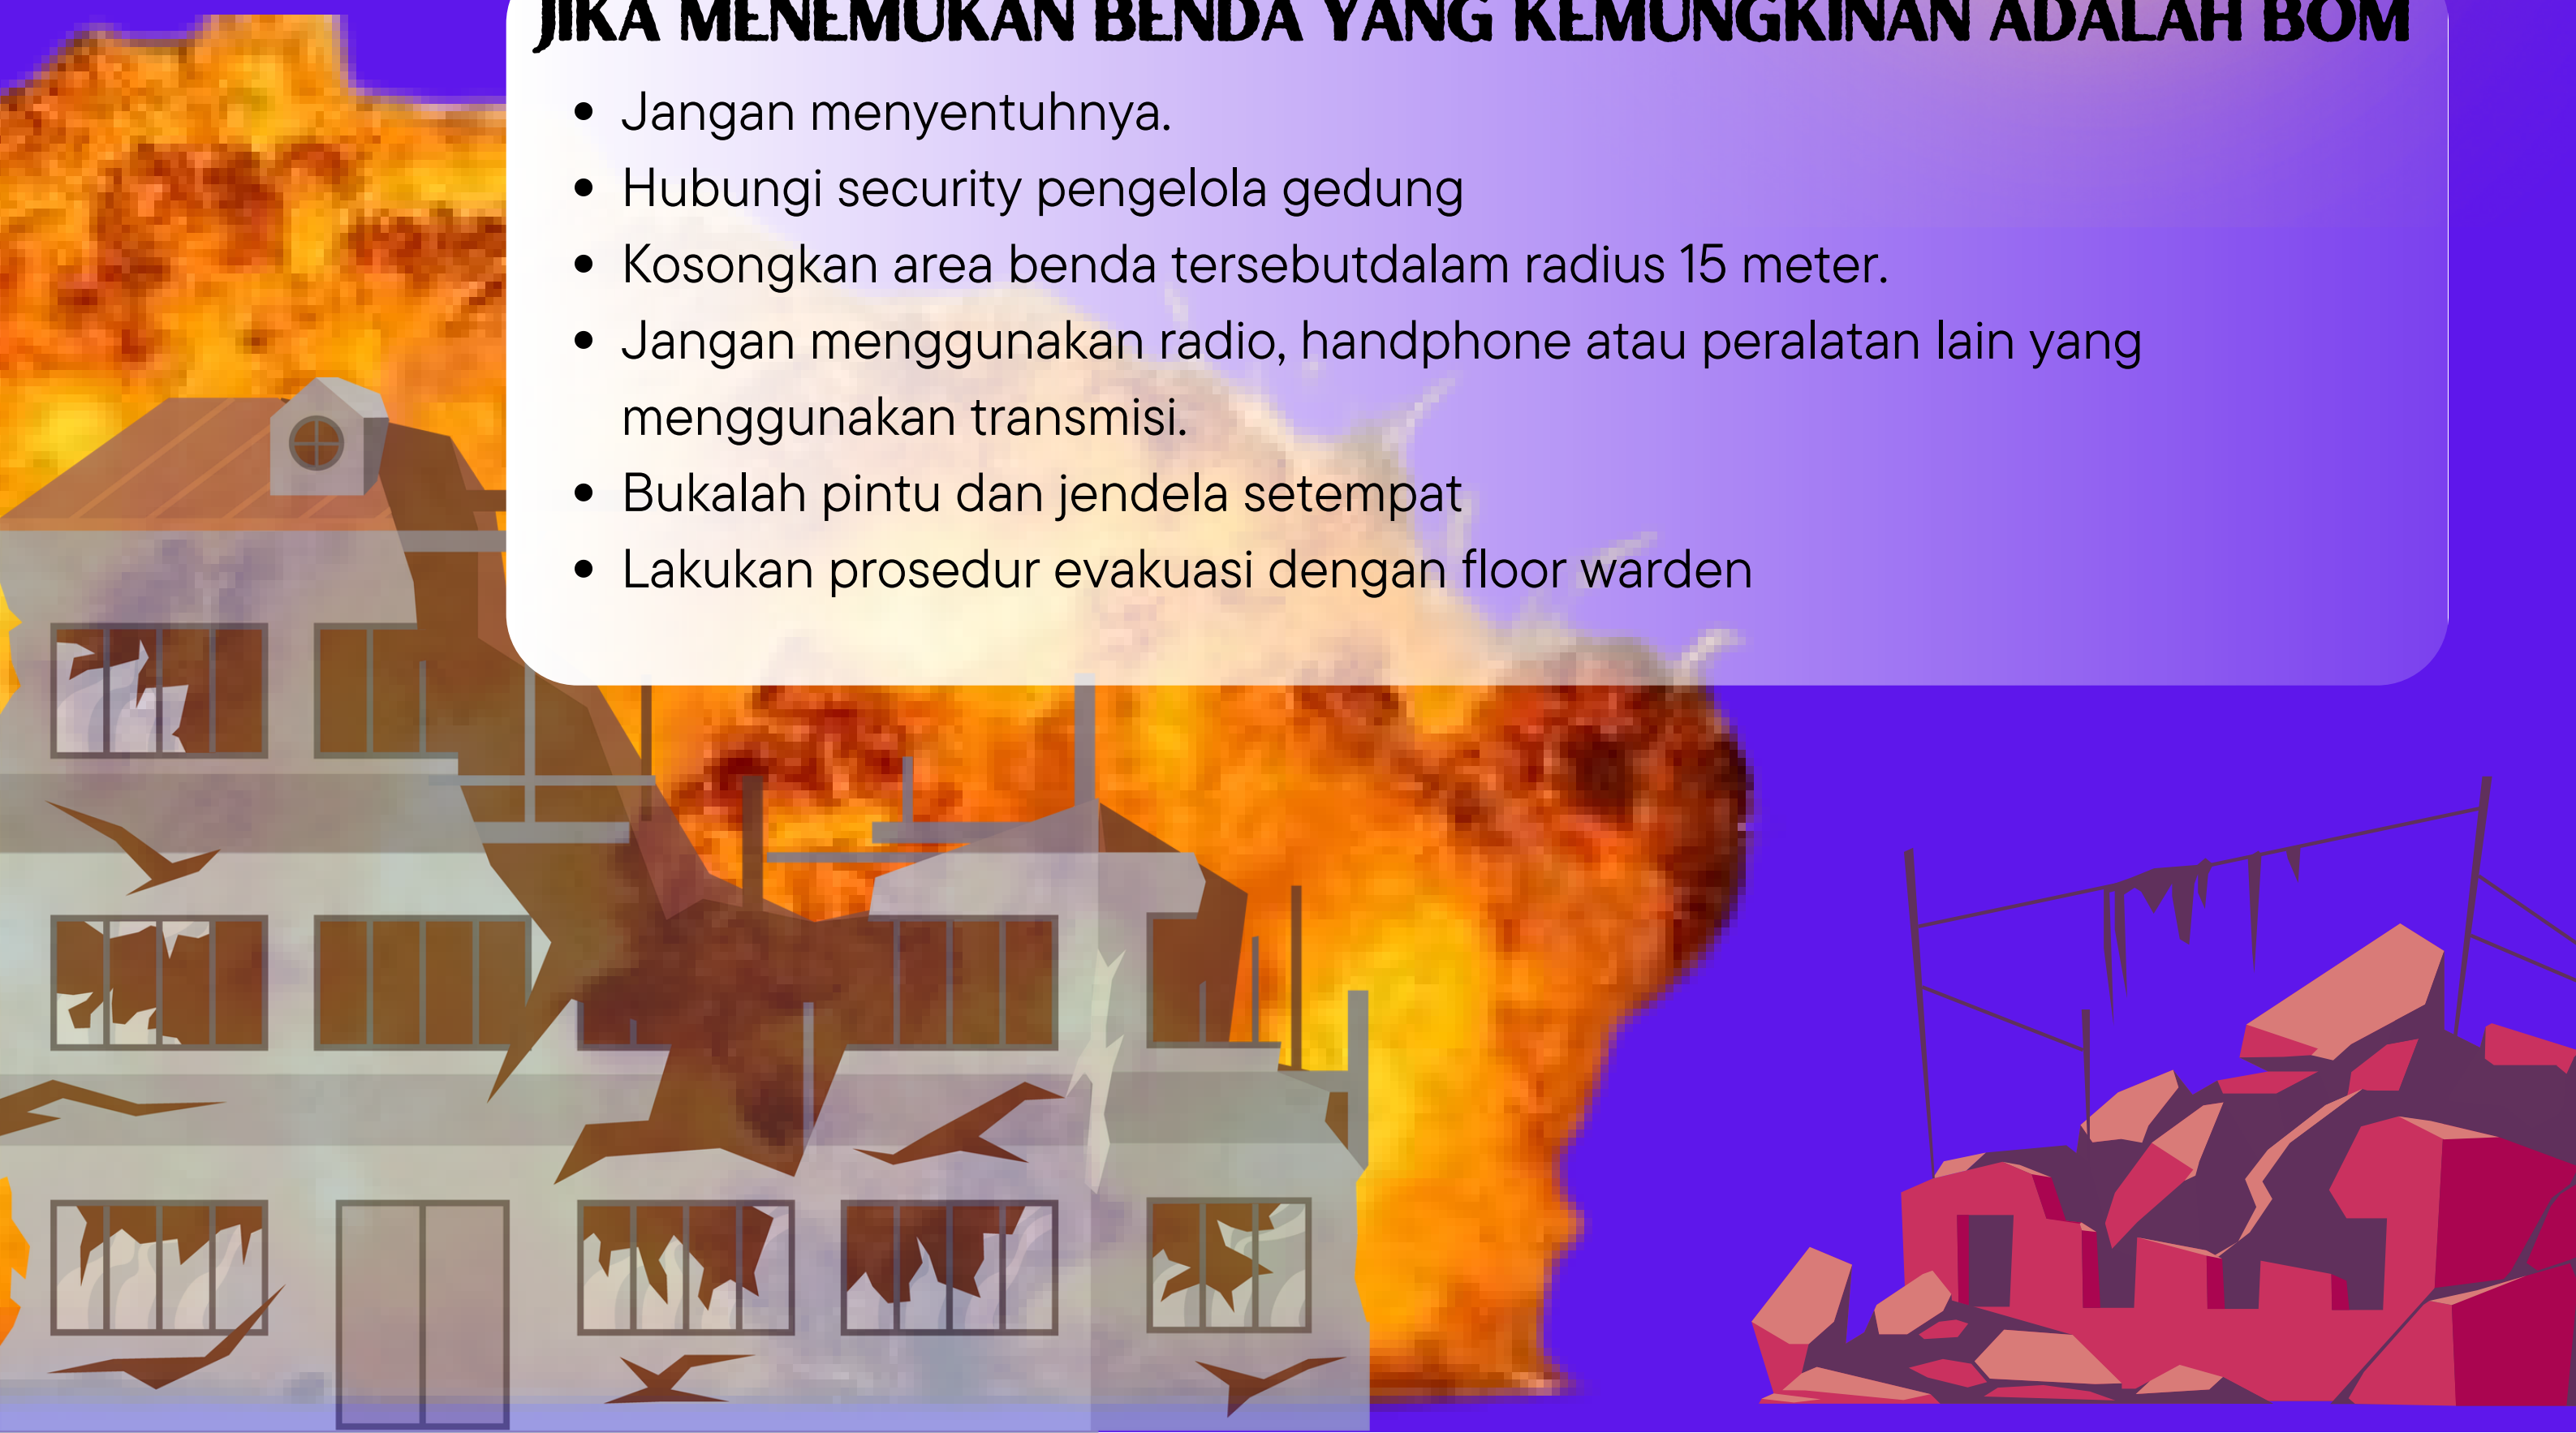 JIKA MENEMUKAN BENDA YANG KEMUNGKINAN ADALAH BOM
• Jangan menyentuhnya.
• Hubungi security pengelola gedung
• Kosongkan area benda tersebutdalam radius 15 meter.
• Jangan menggunakan radio, handphone atau peralatan lain yang
menggunakan transmisi.
• Bukalah pintu dan jendela setempat
• Lakukan prosedur evakuasi dengan floor warden